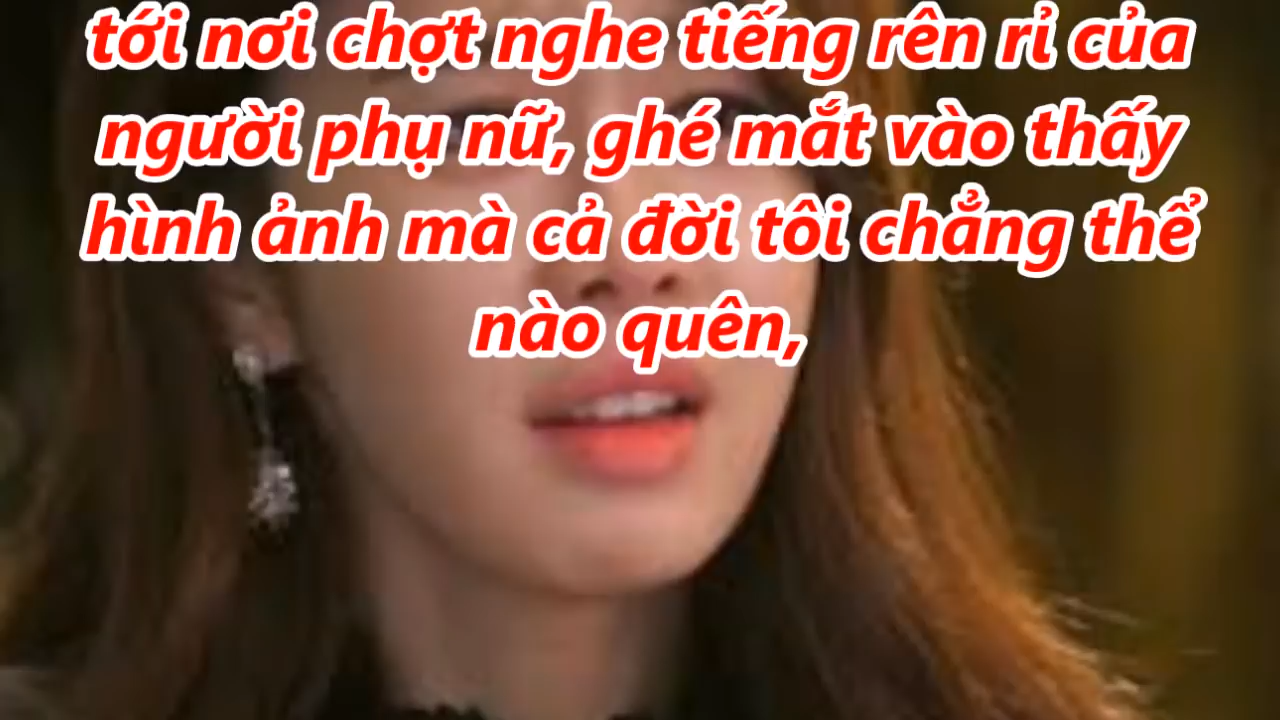 tới nơi chợt nghe tiếng rên rỉ của
người phụ nữ, ghé mắt vào thấy
hình ảnh mà cả đời tôi chẳng thể
nào quên,